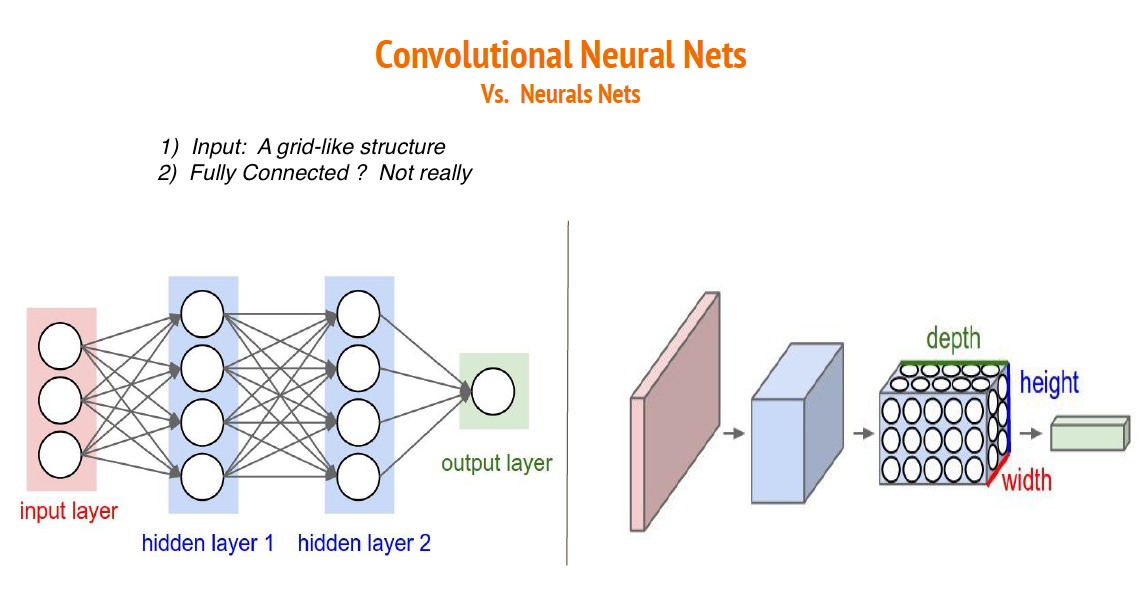 Convolutional Neural Nets
Vs. Neurals Nets
1) Input: A grid-like structure
2) Fully Connected ? Not really
input layer
hidden layer 1
hidden layer 2
output layer
depth
height
width